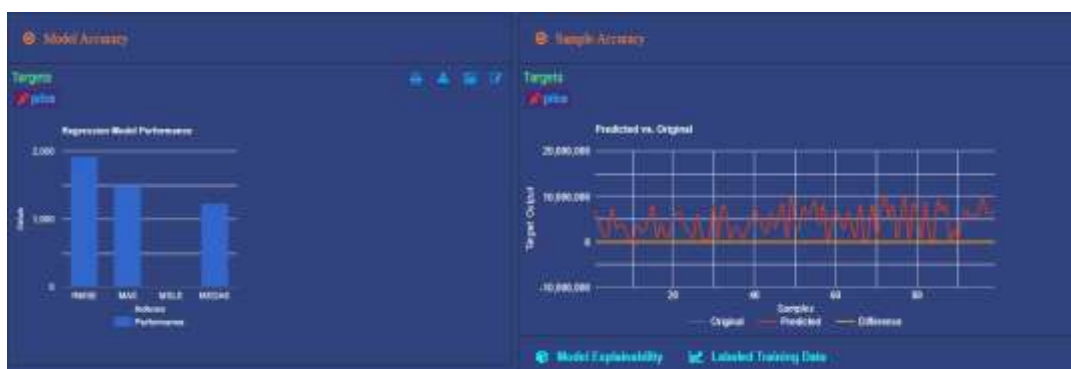 Model Accuracy
Targets
price
Regression Model Performance
2,000
1,000
0
RMSE MAE MSLE MEDAE
Indices
Performance
Sample Accuracy
Targets
price
Predicted vs. Original
Target Output
20,000,000
10,000,000
0
-10,000,000
20 40 60 80
Samples
Original Predicted Difference
Model Explainability Labeled Training Data